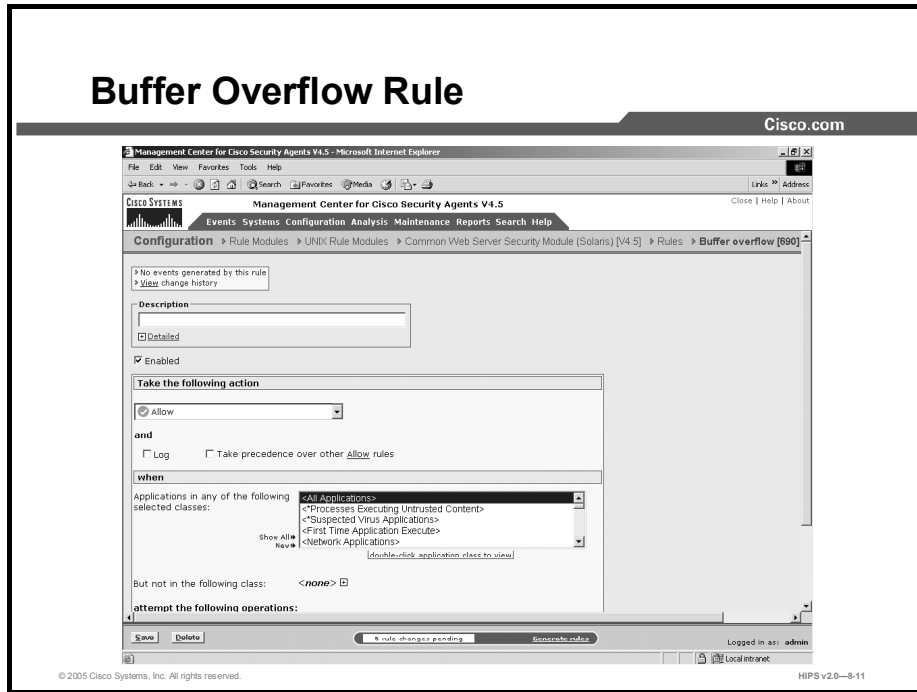 Buffer Overflow Rule
Cisco.com
Management Center for Cisco Security Agents V4.5 - Microsoft Internet Explorer
File Edit View Favorites Tools Help
Back Search Favorites Media Links » Address
CISCO SYSTEMS Management Center for Cisco Security Agents V4.5 Close | Help | About
Events Systems Configuration Analysis Maintenance Reports Search Help
Configuration Rule Modules UNIX Rule Modules Common Web Server Security Module (Solaris) [V4.5] Rules Buffer overflow [690]
No events generated by this rule
View change history
Description
Detailed
Enabled
Take the following action
Allow
and
Log Take precedence over other Allow rules
when
Applications in any of the following
selected classes:
<All Applications>
<*Processes Executing Untrusted Content>
<*Suspected Virus Applications>
<First Time Application Execute>
<Network Applications>
Show All
New
double-click application class to view
But not in the following class: <none>
attempt the following operations:
Save Delete rule changes pending Generate rules Logged in as: admin
Local intranet
© 2005 Cisco Systems, Inc. All rights reserved. HIPS v2.0—8-11